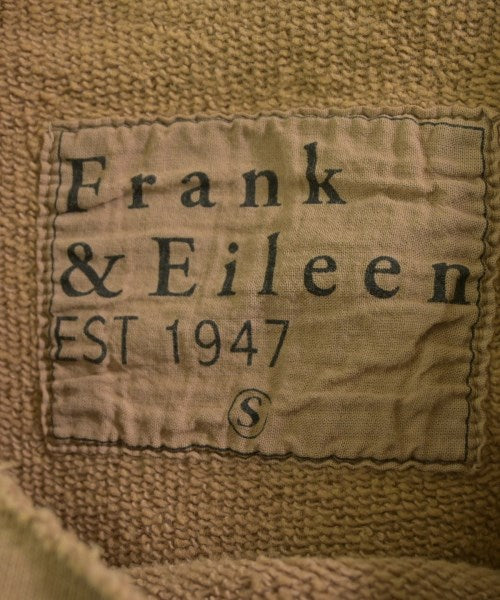 Frank
& Eileen
EST 1947
S